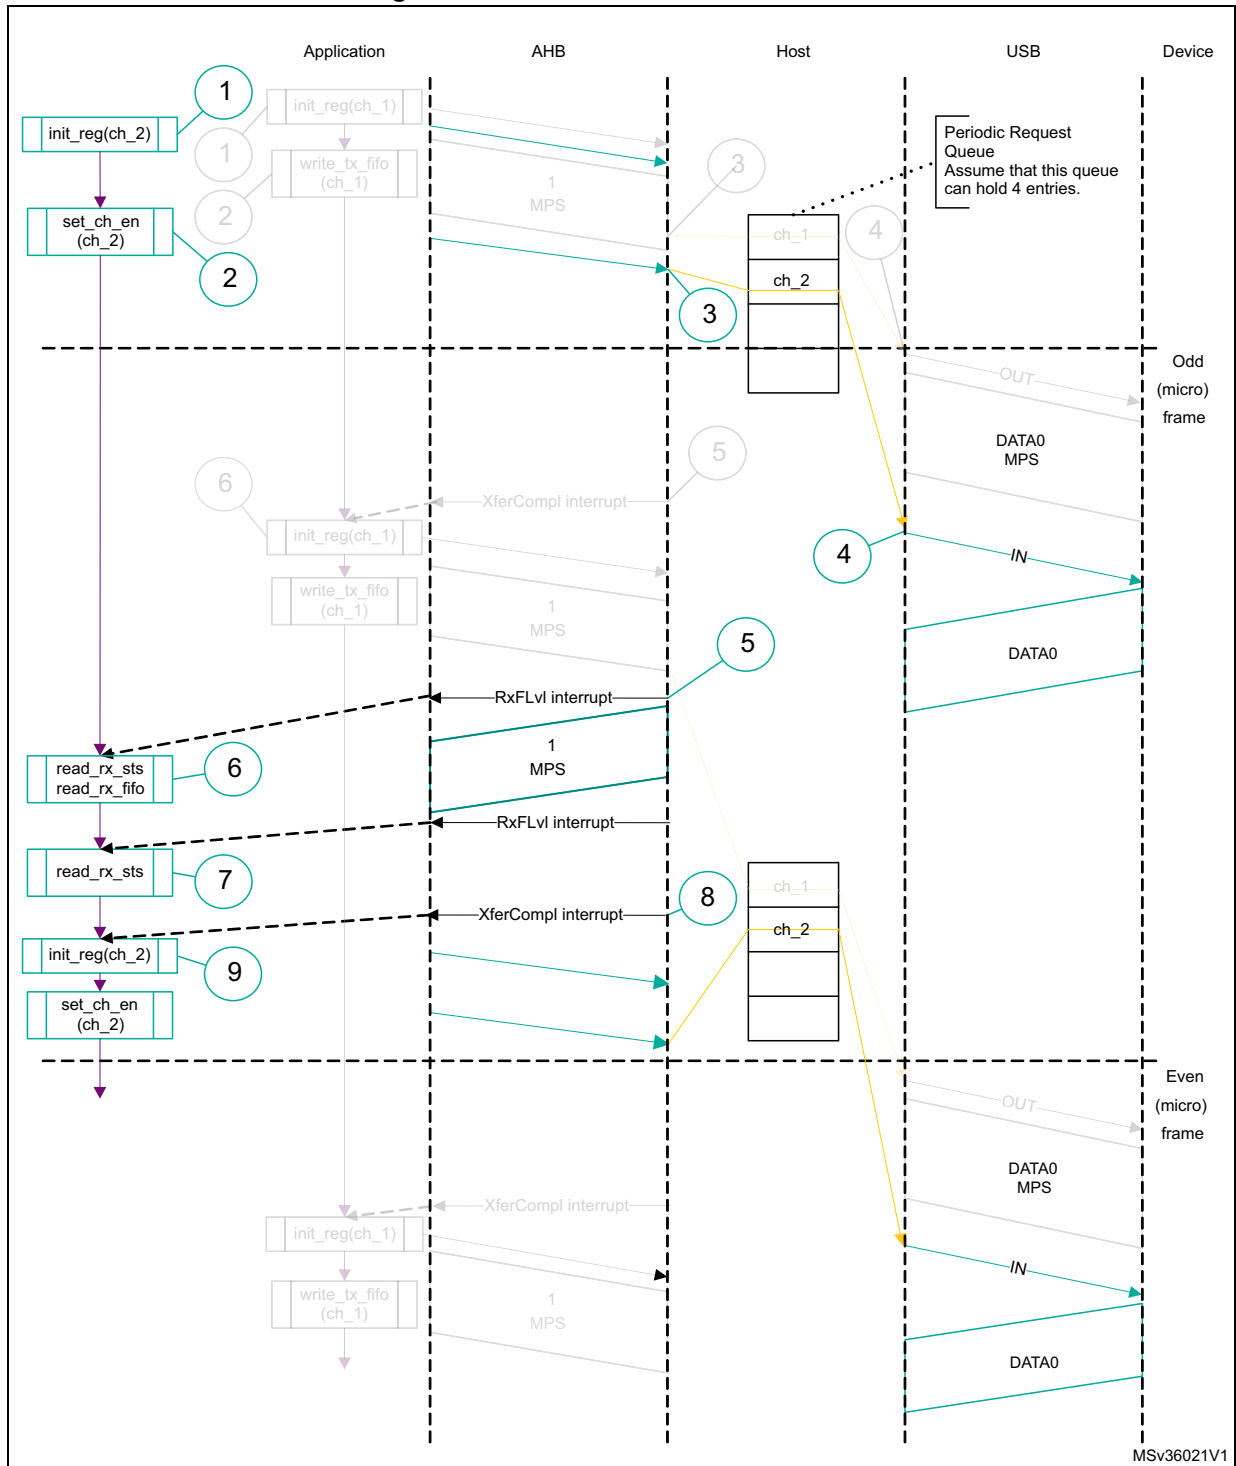 Application
AHB
Host
USB
Device
1
init_reg(ch_1)
init_reg(ch_2)
1
write_tx_fifo
(ch_1)
1
MPS
3
Periodic Request
Queue
Assume that this queue
can hold 4 entries.
2
set_ch_en
(ch_2)
2
ch_1
4
ch_2
3
Odd
(micro)
frame
OUT
DATA0
MPS
5
6
XferCompl interrupt
init_reg(ch_1)
4
IN
write_tx_fifo
(ch_1)
1
MPS
5
DATA0
RxFLvl interrupt
1
MPS
read_rx_sts
read_rx_fifo
6
RxFLvl interrupt
read_rx_sts
7
ch_1
8
XferCompl interrupt
ch_2
init_reg(ch_2)
9
set_ch_en
(ch_2)
Even
(micro)
frame
OUT
DATA0
MPS
XferCompl interrupt
init_reg(ch_1)
IN
write_tx_fifo
(ch_1)
1
MPS
DATA0
MSv36021V1